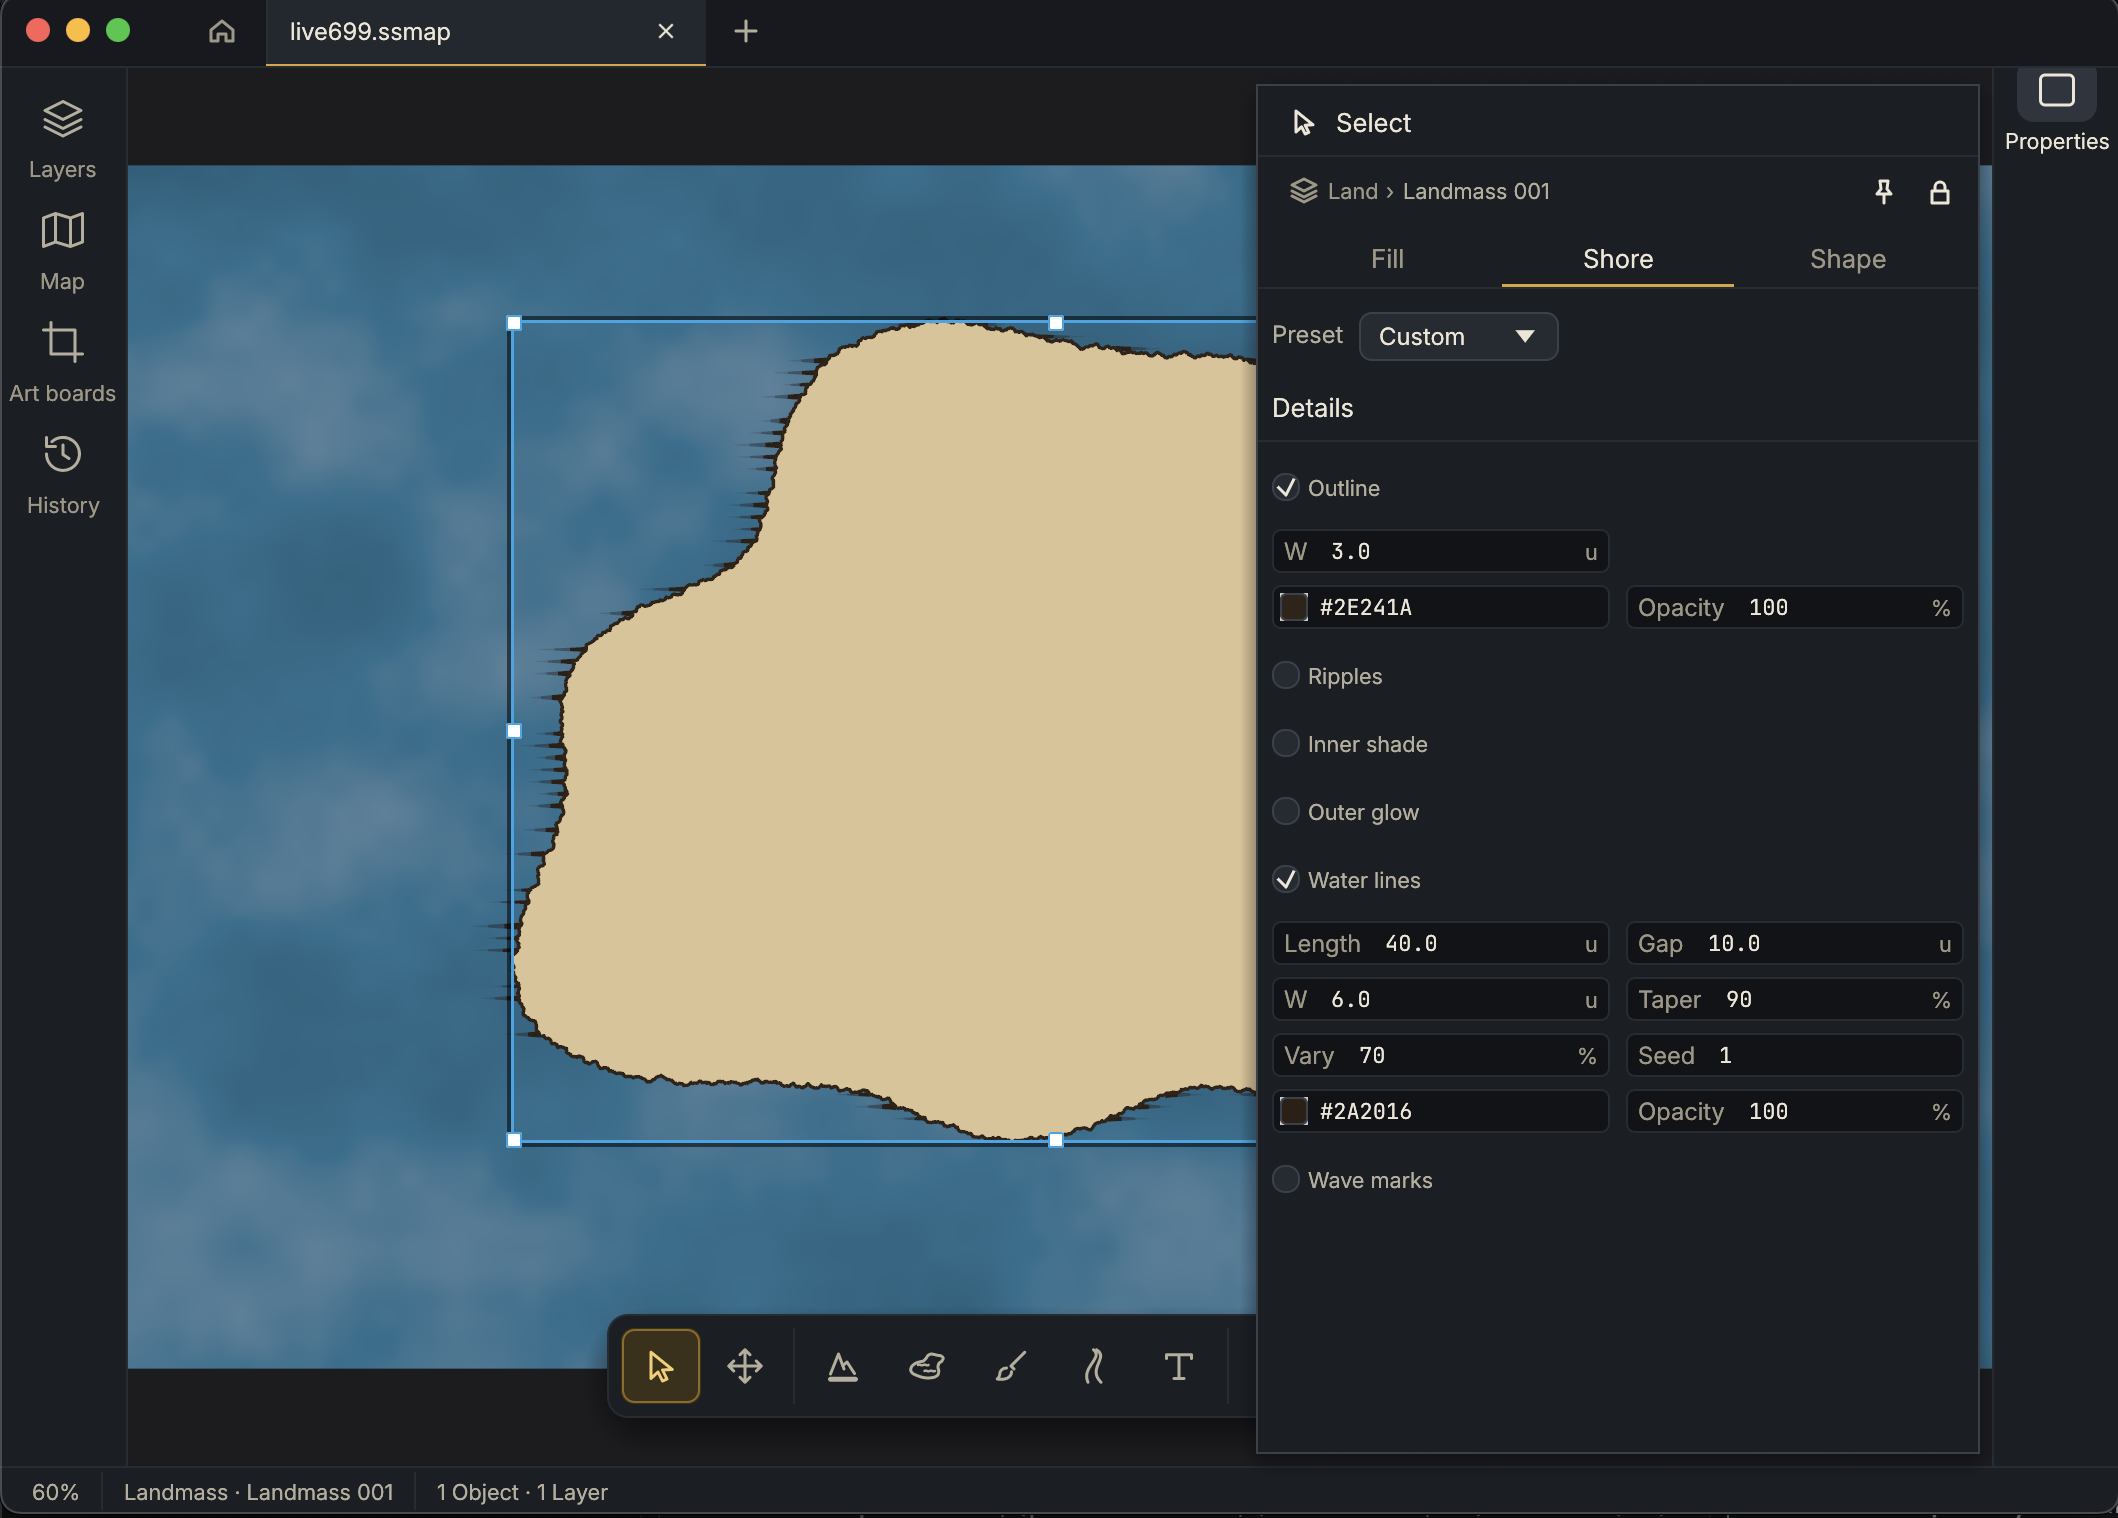 live699.ssmap
Layers
Map
Art boards
History
Select
Properties
Land › Landmass 001
Fill
Shore
Shape
Preset
Custom
Details
Outline
W 3.0 u
#2E241A
Opacity 100 %
Ripples
Inner shade
Outer glow
Water lines
Length 40.0 u
Gap 10.0 u
W 6.0 u
Taper 90 %
Vary 70 %
Seed 1
#2A2016
Opacity 100 %
Wave marks
60%
Landmass · Landmass 001
1 Object · 1 Layer